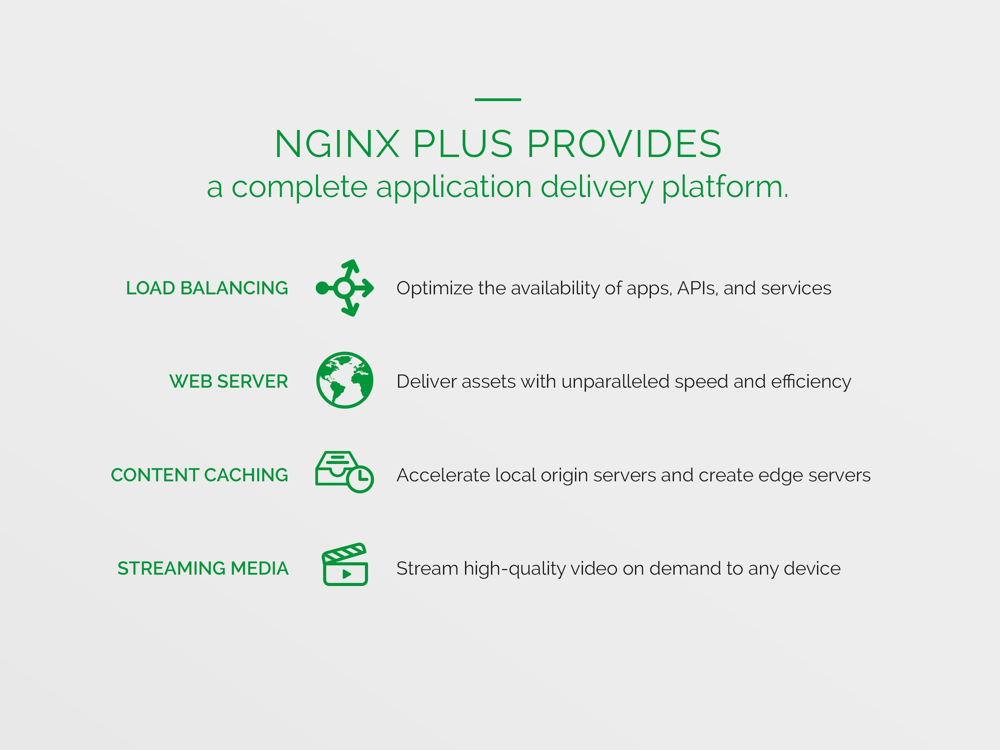 NGINX PLUS PROVIDES
a complete application delivery platform.
LOAD BALANCING
Optimize the availability of apps, APIs, and services
WEB SERVER
Deliver assets with unparalleled speed and efficiency
CONTENT CACHING
Accelerate local origin servers and create edge servers
STREAMING MEDIA
Stream high-quality video on demand to any device